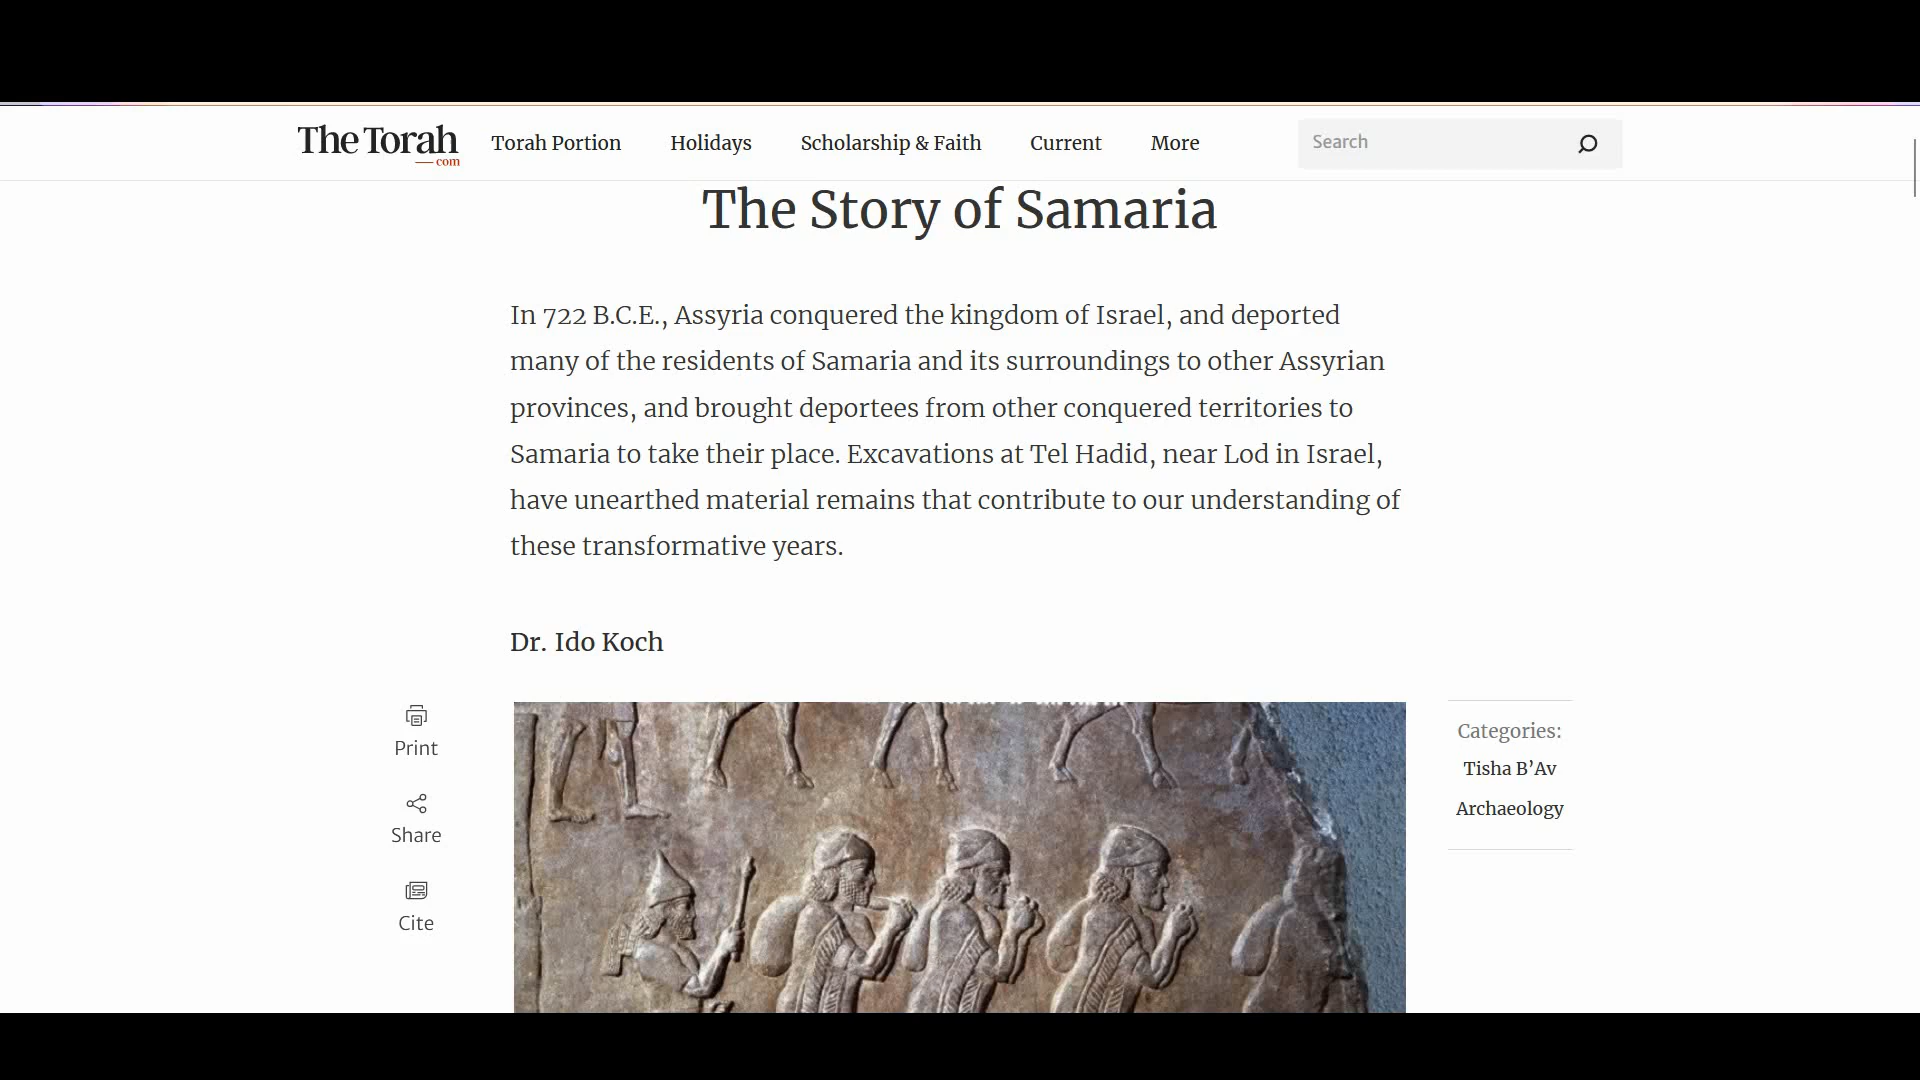 The Torah
com
Torah Portion
Holidays
Scholarship & Faith
Current
More
Search
The Story of Samaria
In 722 B.C.E., Assyria conquered the kingdom of Israel, and deported
many of the residents of Samaria and its surroundings to other Assyrian
provinces, and brought deportees from other conquered territories to
Samaria to take their place. Excavations at Tel Hadid, near Lod in Israel,
have unearthed material remains that contribute to our understanding of
these transformative years.
Dr. Ido Koch
Print
Share
Cite
Categories:
Tisha B’Av
Archaeology